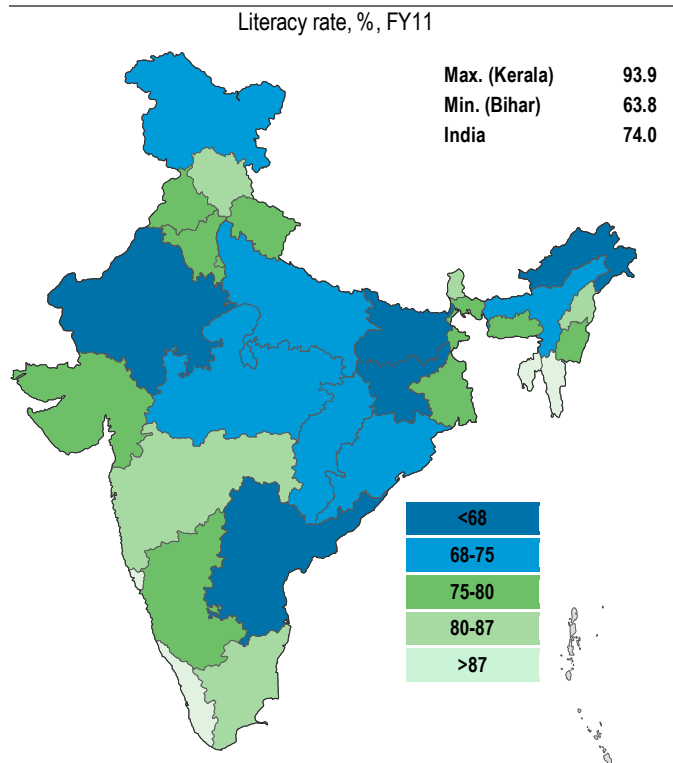 Literacy rate, %, FY11
Max. (Kerala) 93.9
Min. (Bihar) 63.8
India 74.0
<68
68-75
75-80
80-87
>87